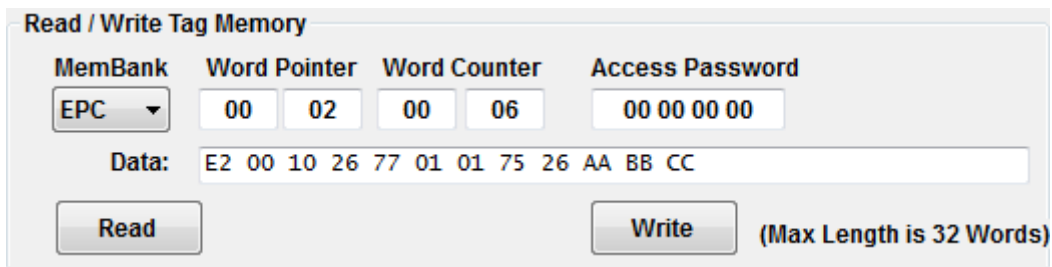 Read / Write Tag Memory
MemBank Word Pointer Word Counter Access Password
EPC 00 02 00 06 00 00 00 00
Data: E2 00 10 26 77 01 01 75 26 AA BB CC
Read Write (Max Length is 32 Words)